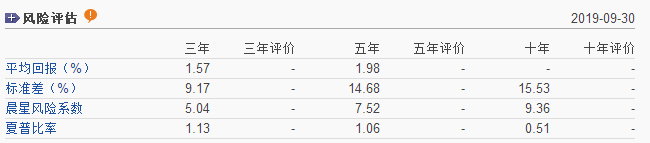 风险评估 2019-09-30
三年 三年评价 五年 五年评价 十年 十年评价
平均回报（%） 1.57 - 1.98 - - -
标准差（%） 9.17 - 14.68 - 15.53 -
晨星风险系数 5.04 - 7.52 - 9.36 -
夏普比率 1.13 - 1.06 - 0.51 -